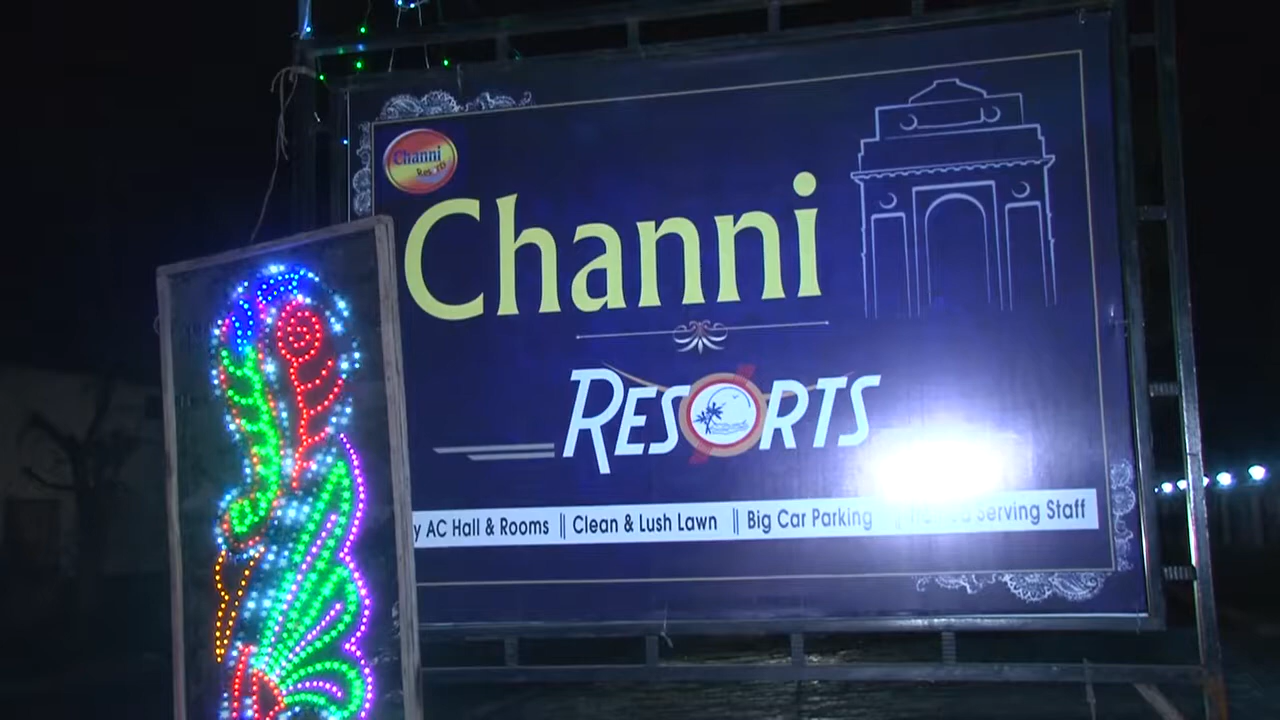 Channi
Resorts
Channi
RESORTS
y AC Hall & Rooms || Clean & Lush Lawn || Big Car Parking || Serving Staff